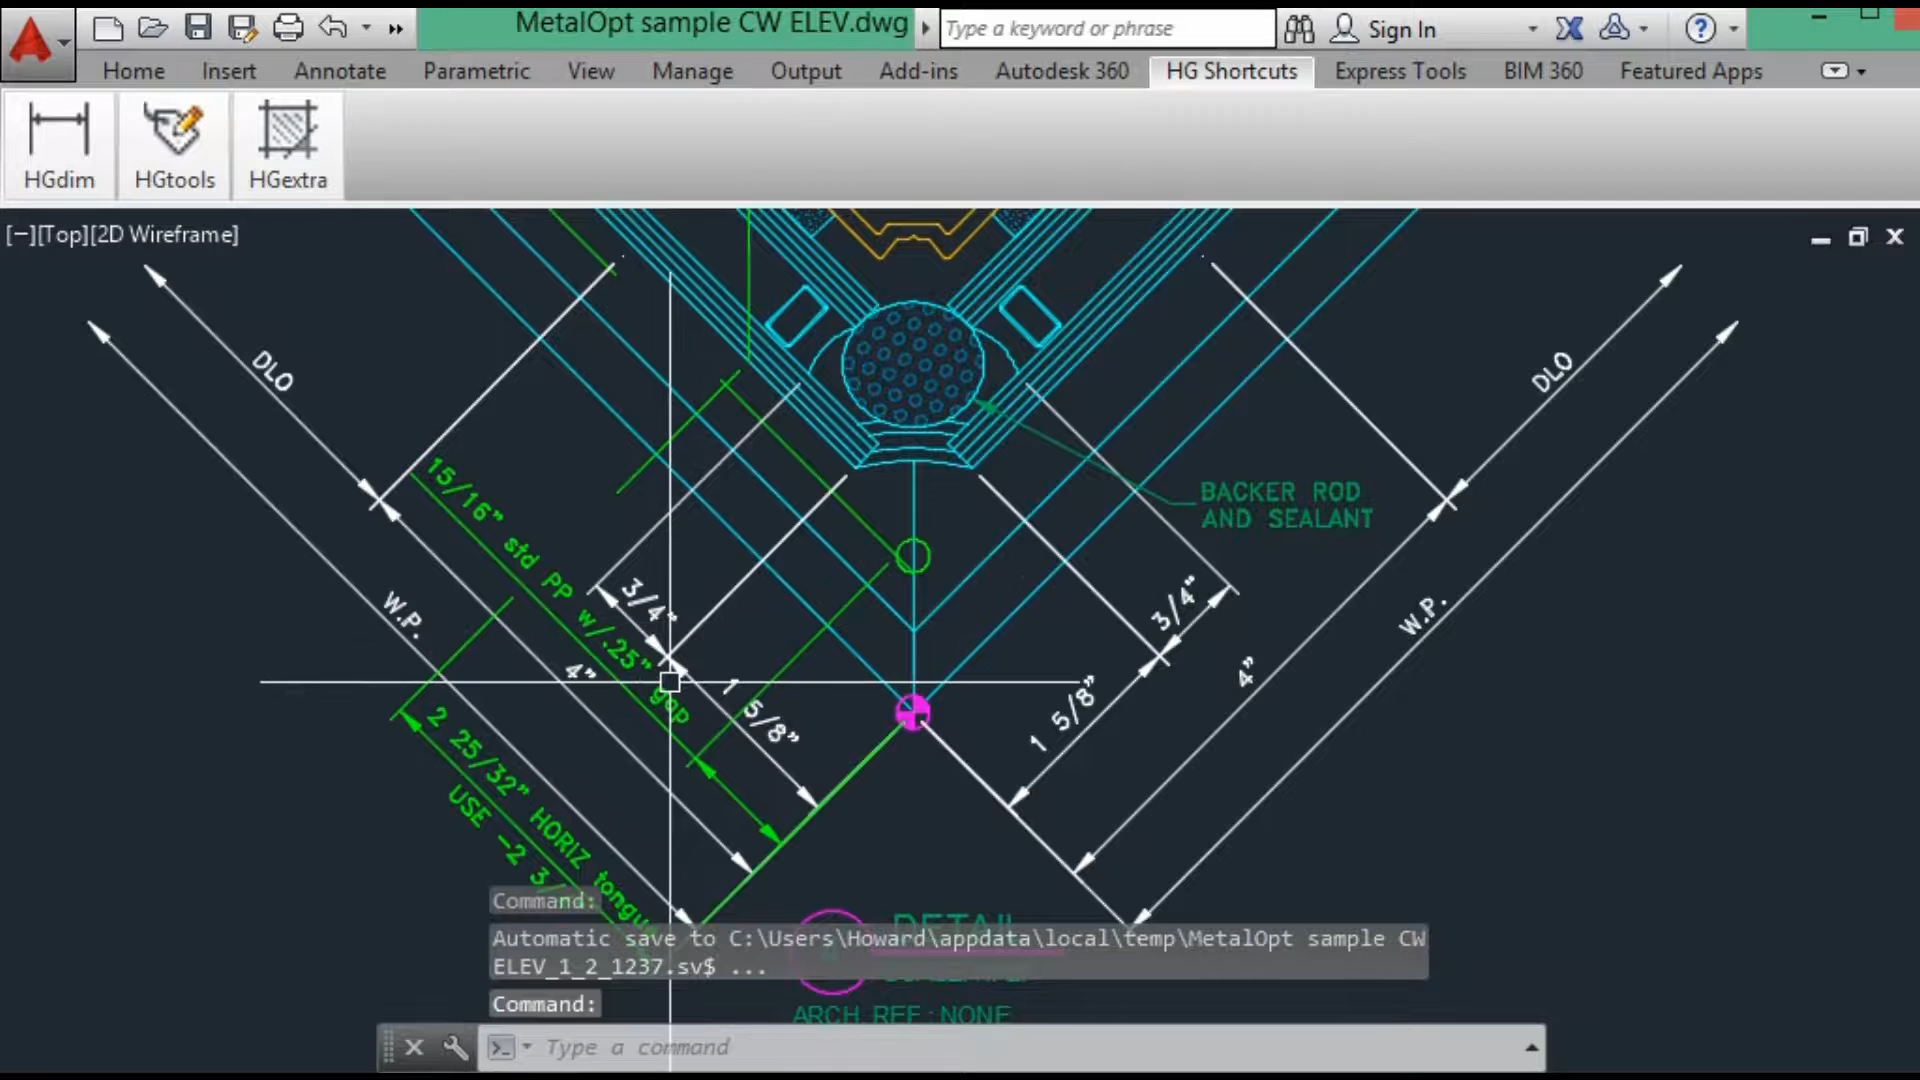 MetalOpt sample CW ELEV.dwg
Type a keyword or phrase
Sign In
Home Insert Annotate Parametric View Manage Output Add-ins Autodesk 360 HG Shortcuts Express Tools BIM 360 Featured Apps
HGdim HGtools HGextra
[−][Top][2D Wireframe]
DLO
DLO
15/16" std PP w/.25" gap
BACKER ROD
AND SEALANT
3/4"
3/4"
W.P.
W.P.
4"
4"
1 5/8"
1 5/8"
2 25/32" HORIZ tongue
USE -2
Command:
DETAIL
Automatic save to C:\Users\Howard\appdata\local\temp\MetalOpt sample CW
ELEV_1_2_1237.sv$ ...
Command:
ARCH REF.: NONE
Type a command